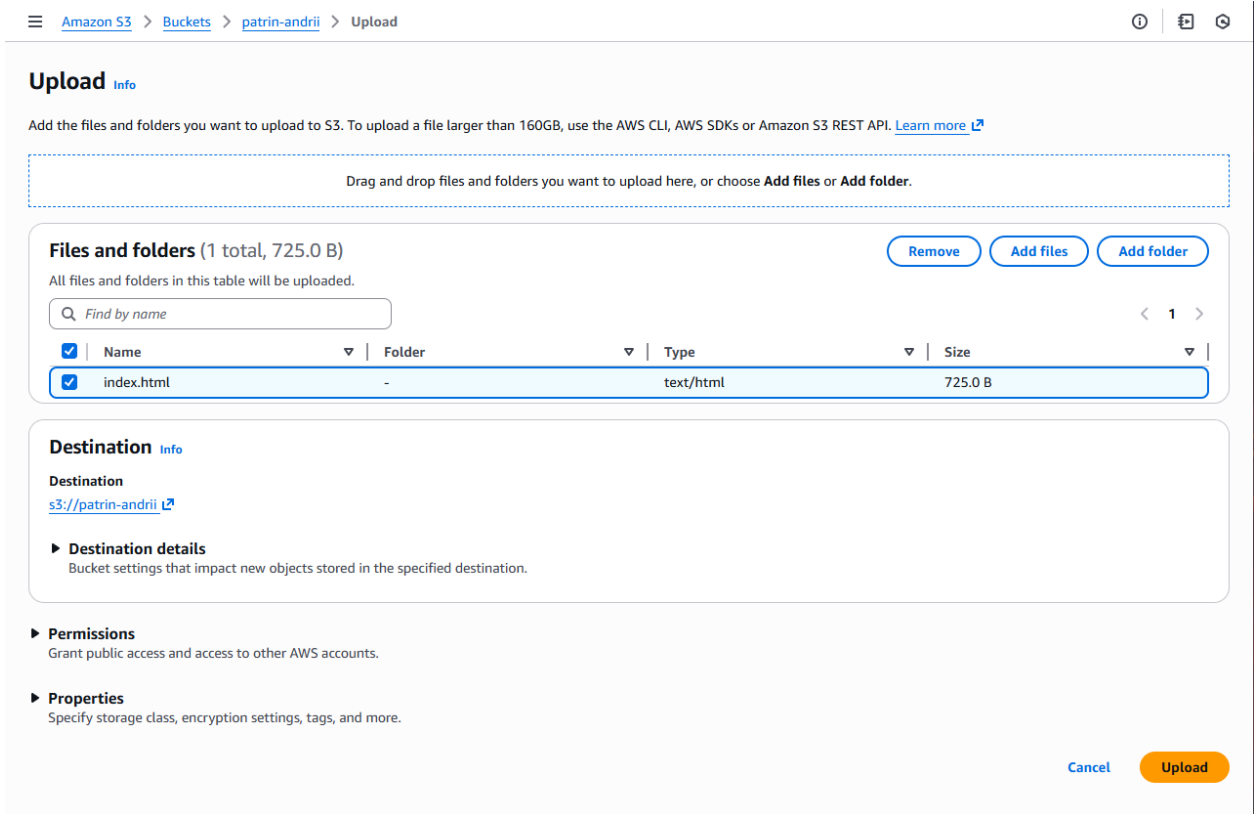 Amazon S3 > Buckets > patrin-andrii > Upload
Upload Info
Add the files and folders you want to upload to S3. To upload a file larger than 160GB, use the AWS CLI, AWS SDKs or Amazon S3 REST API. Learn more
Drag and drop files and folders you want to upload here, or choose Add files or Add folder.
Files and folders (1 total, 725.0 B) Remove Add files Add folder
All files and folders in this table will be uploaded.
Find by name < 1 >
Name Folder Type Size
index.html - text/html 725.0 B
Destination Info
Destination
s3://patrin-andrii
Destination details
Bucket settings that impact new objects stored in the specified destination.
Permissions
Grant public access and access to other AWS accounts.
Properties
Specify storage class, encryption settings, tags, and more.
Cancel Upload